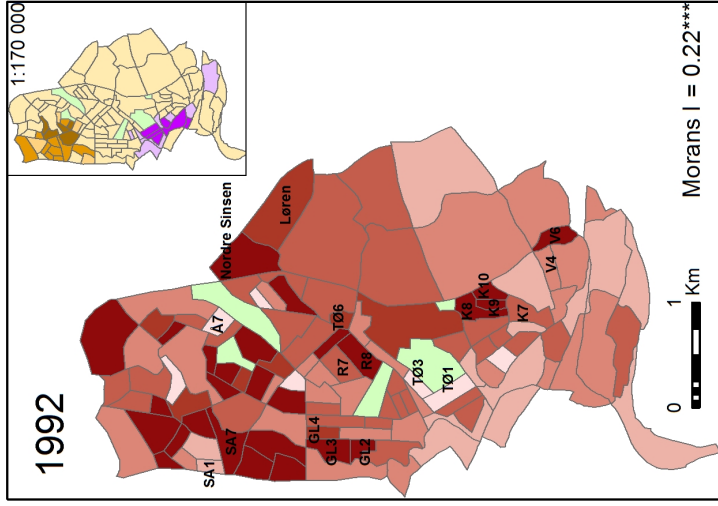 1992
1:170 000
Nordre Sinsen
Løren
Å7
SA1
SA7
TØ6
R7
R8
GL4
GL3
GL2
TØ3
TØ1
K8
K10
K9
K7
V4
V6
0
1
Km
Morans I = 0.22***